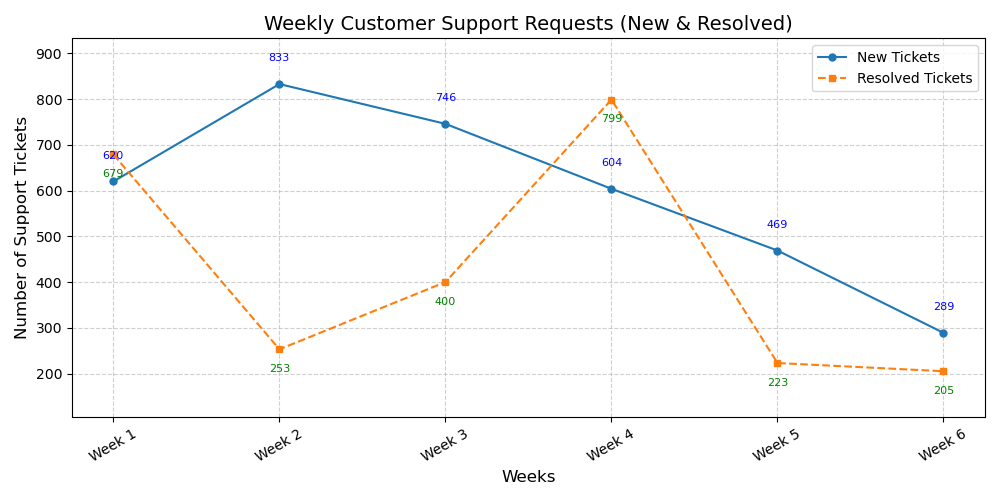 Weekly Customer Support Requests (New & Resolved)
Number of Support Tickets
900
800
700
600
500
400
300
200
New Tickets
Resolved Tickets
620
833
746
604
469
289
679
253
400
799
223
205
Week 1
Week 2
Week 3
Week 4
Week 5
Week 6
Weeks